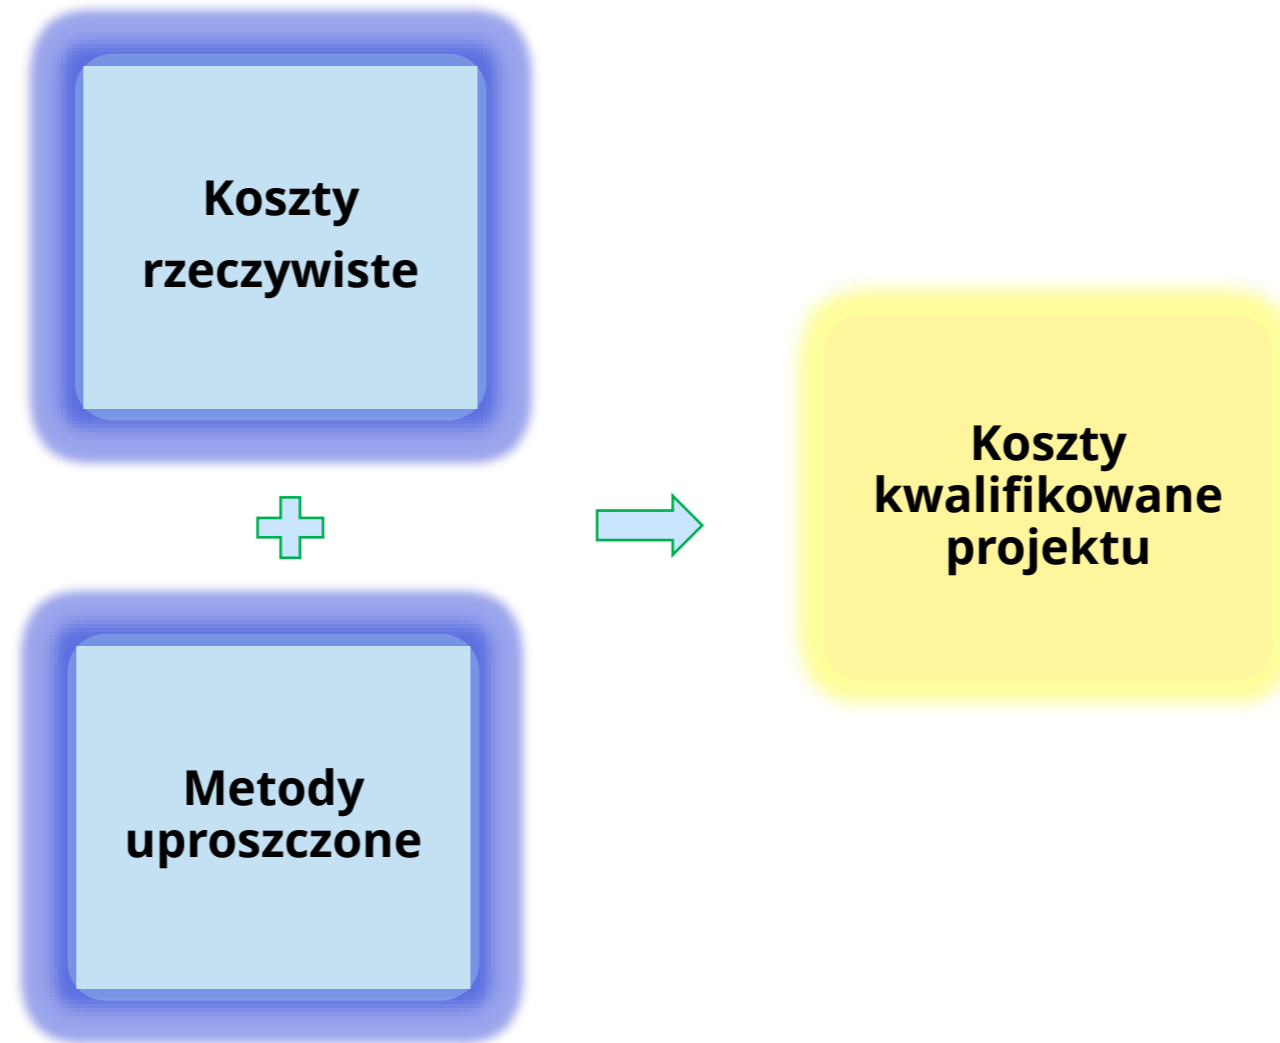 Koszty
rzeczywiste
Metody
uproszczone
Koszty
kwalifikowane
projektu